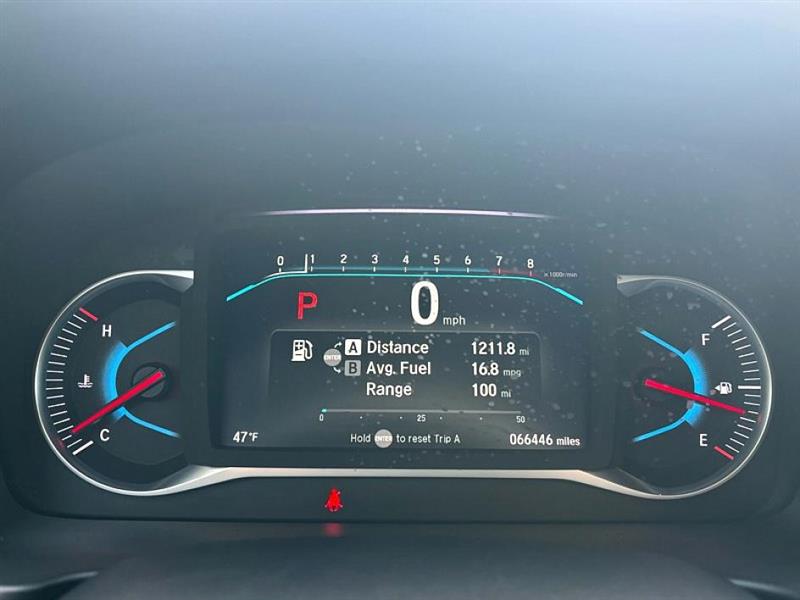 0 1 2 3 4 5 6 7 8 x1000r/min
P 0 mph
H
C
ENTER
A Distance 1211.8 mi
B Avg. Fuel 16.8 mpg
Range 100 mi
0 25 50
47°F Hold ENTER to reset Trip A 066446 miles
F
E